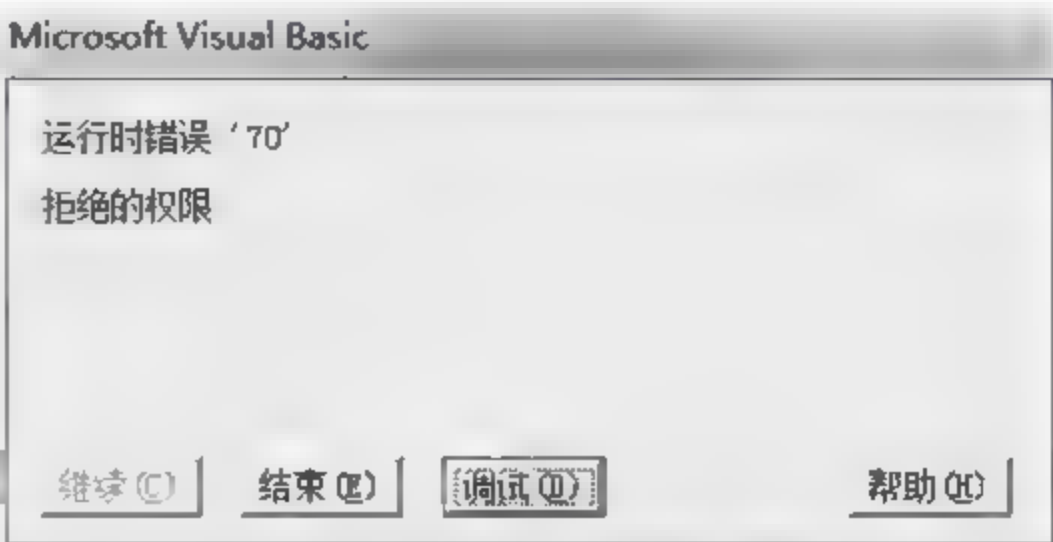 Microsoft Visual Basic
运行时错误 '70'
拒绝的权限
继续(C)
结束(E)
调试(D)
帮助(H)